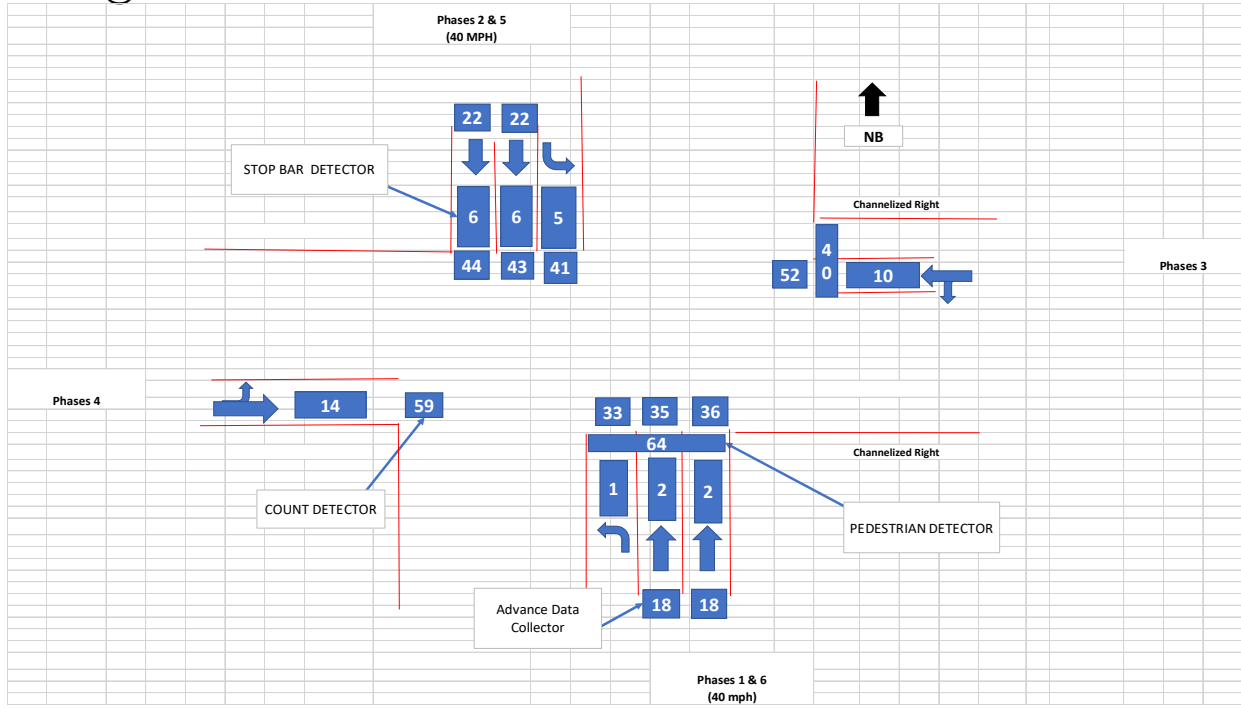 Phases 2 & 5
(40 MPH)
22 22
NB
STOP BAR DETECTOR
6 6 5
Channelized Right
44 43 41
4
0
52 10
Phases 3
Phases 4
14 59
33 35 36
64
Channelized Right
1 2 2
COUNT DETECTOR
PEDESTRIAN DETECTOR
Advance Data
Collector
18 18
Phases 1 & 6
(40 mph)